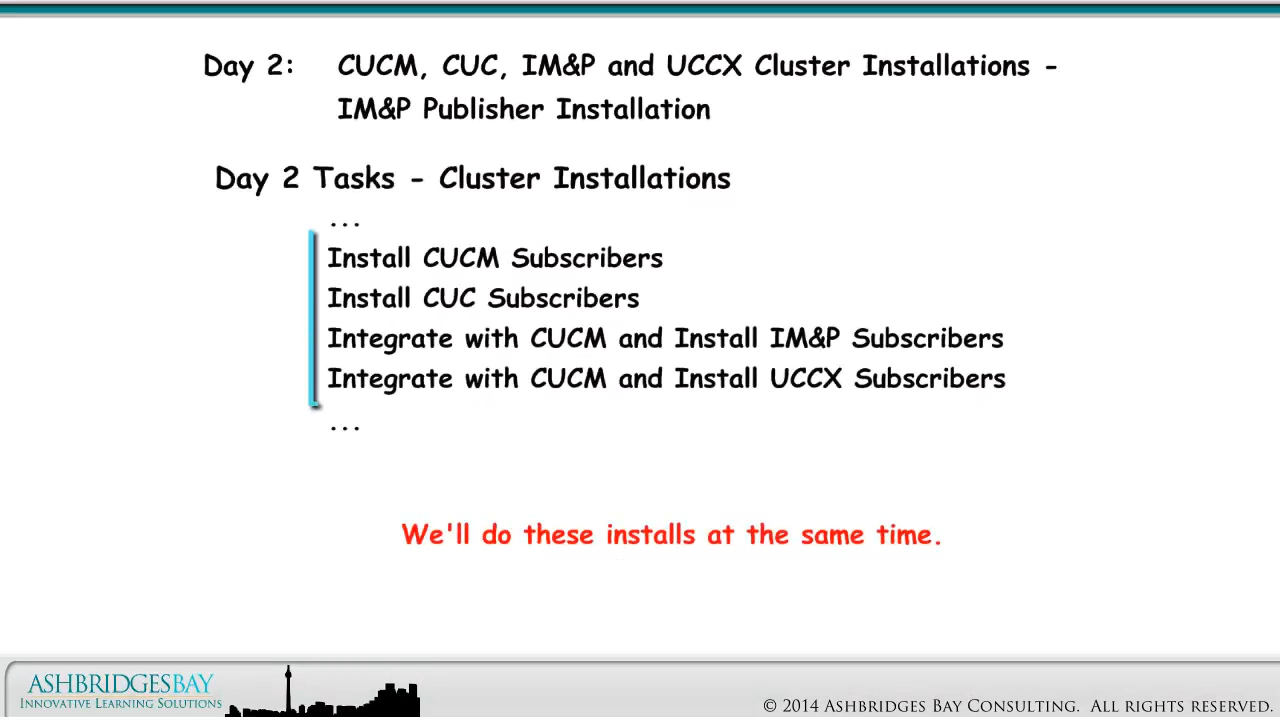 Day 2: CUCM, CUC, IM&P and UCCX Cluster Installations -
IM&P Publisher Installation
Day 2 Tasks - Cluster Installations
...
Install CUCM Subscribers
Install CUC Subscribers
Integrate with CUCM and Install IM&P Subscribers
Integrate with CUCM and Install UCCX Subscribers
...
We'll do these installs at the same time.
ASHBRIDGESBAY
INNOVATIVE LEARNING SOLUTIONS
© 2014 ASHBRIDGES BAY CONSULTING. ALL RIGHTS RESERVED.